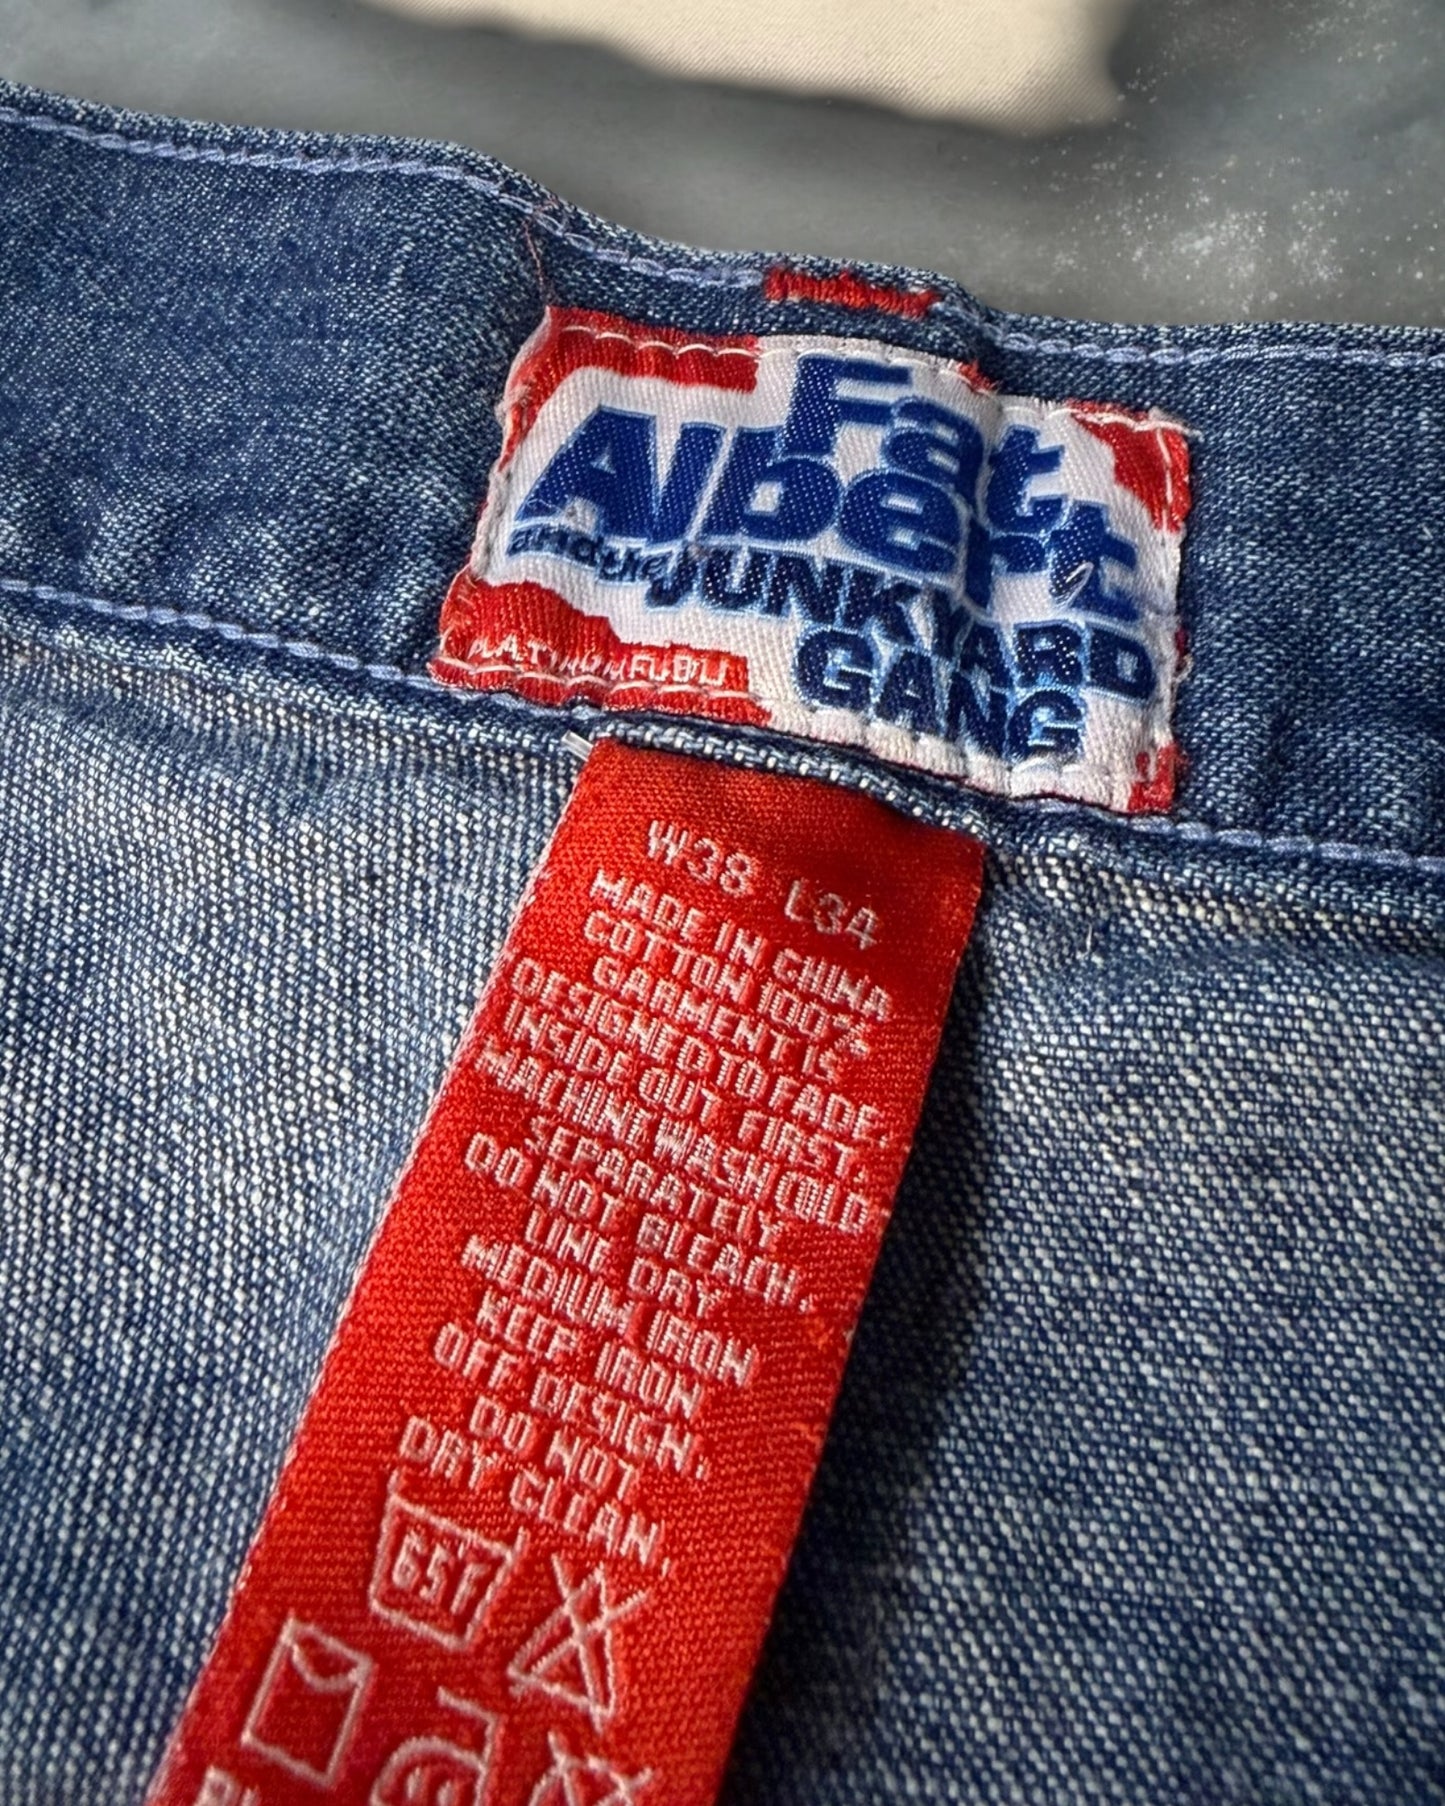 Fat
Albert
and the JUNKYARD
GANG
PLATINUM FUBU
W38 L34
MADE IN CHINA
COTTON 100%
GARMENT IS
DESIGNED TO FADE.
INSIDE OUT FIRST.
MACHINE WASH COLD
SEPARATELY
DO NOT BLEACH.
LINE DRY
MEDIUM IRON
KEEP IRON
OFF DESIGN.
DO NOT
DRY CLEAN.